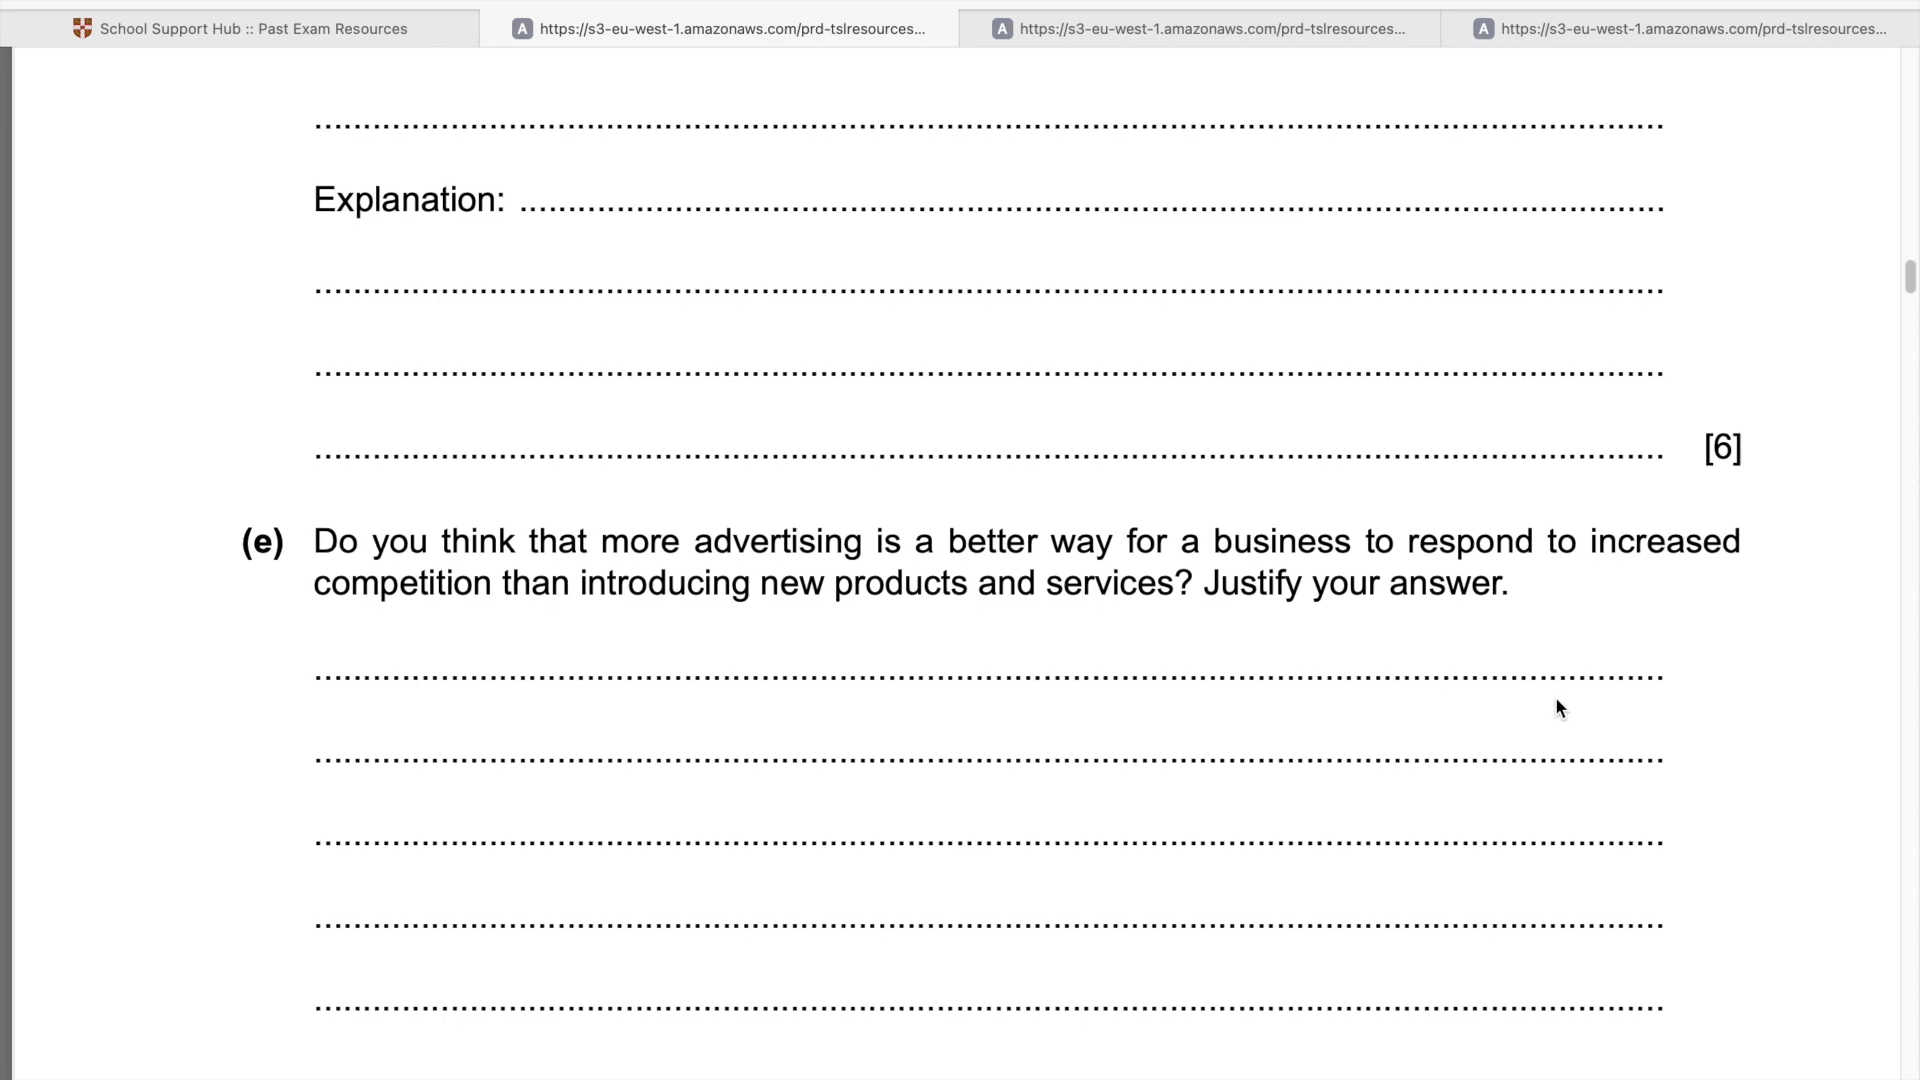 School Support Hub :: Past Exam Resources
A https://s3-eu-west-1.amazonaws.com/prd-tslresources...
A https://s3-eu-west-1.amazonaws.com/prd-tslresources...
A https://s3-eu-west-1.amazonaws.com/prd-tslresources...
Explanation:
[6]
(e) Do you think that more advertising is a better way for a business to respond to increased
competition than introducing new products and services? Justify your answer.